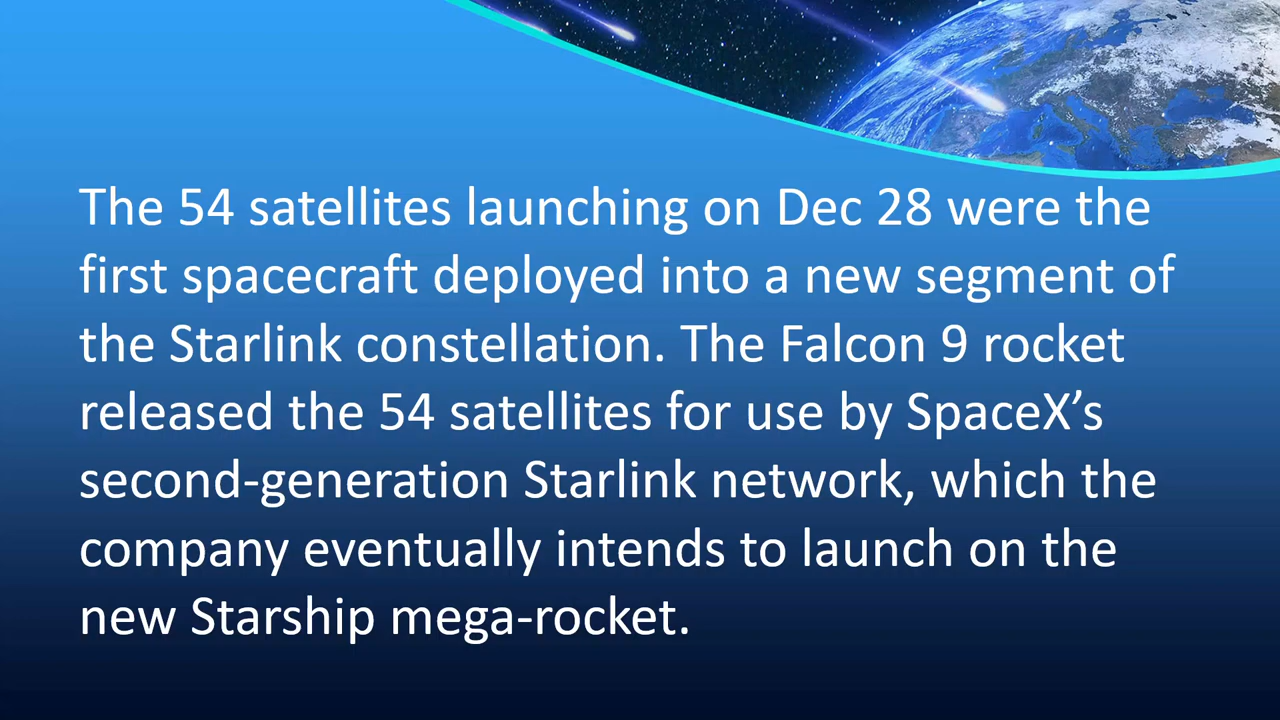 The 54 satellites launching on Dec 28 were the
first spacecraft deployed into a new segment of
the Starlink constellation. The Falcon 9 rocket
released the 54 satellites for use by SpaceX’s
second-generation Starlink network, which the
company eventually intends to launch on the
new Starship mega-rocket.